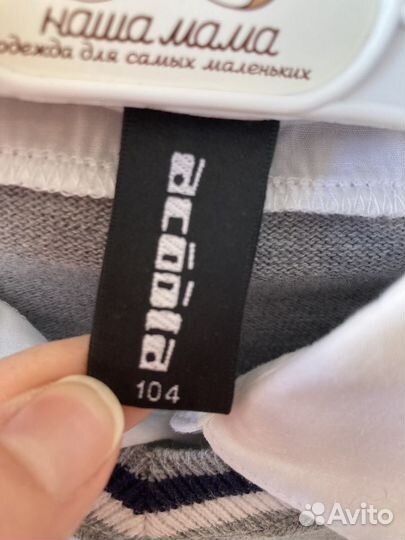 наша мама
одежда для самых маленьких
acoola
104
Avito